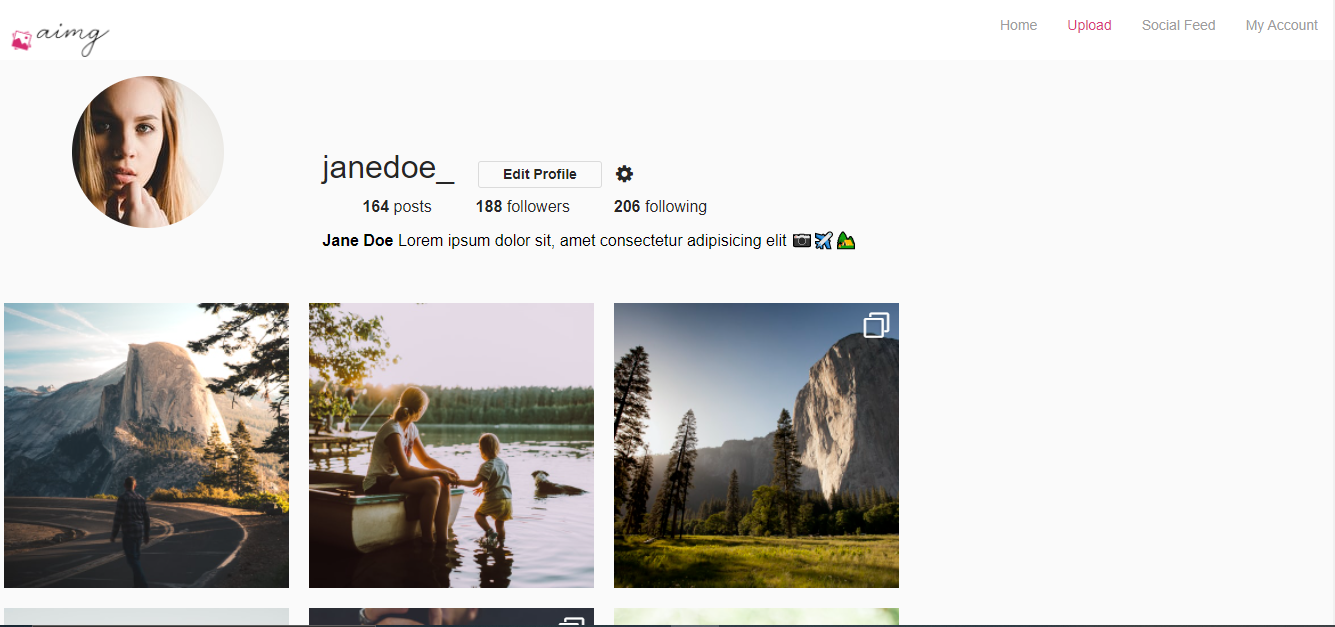 aimg
Home Upload Social Feed My Account
janedoe_ Edit Profile
164 posts 188 followers 206 following
Jane Doe Lorem ipsum dolor sit, amet consectetur adipisicing elit 📷✈️🏕️